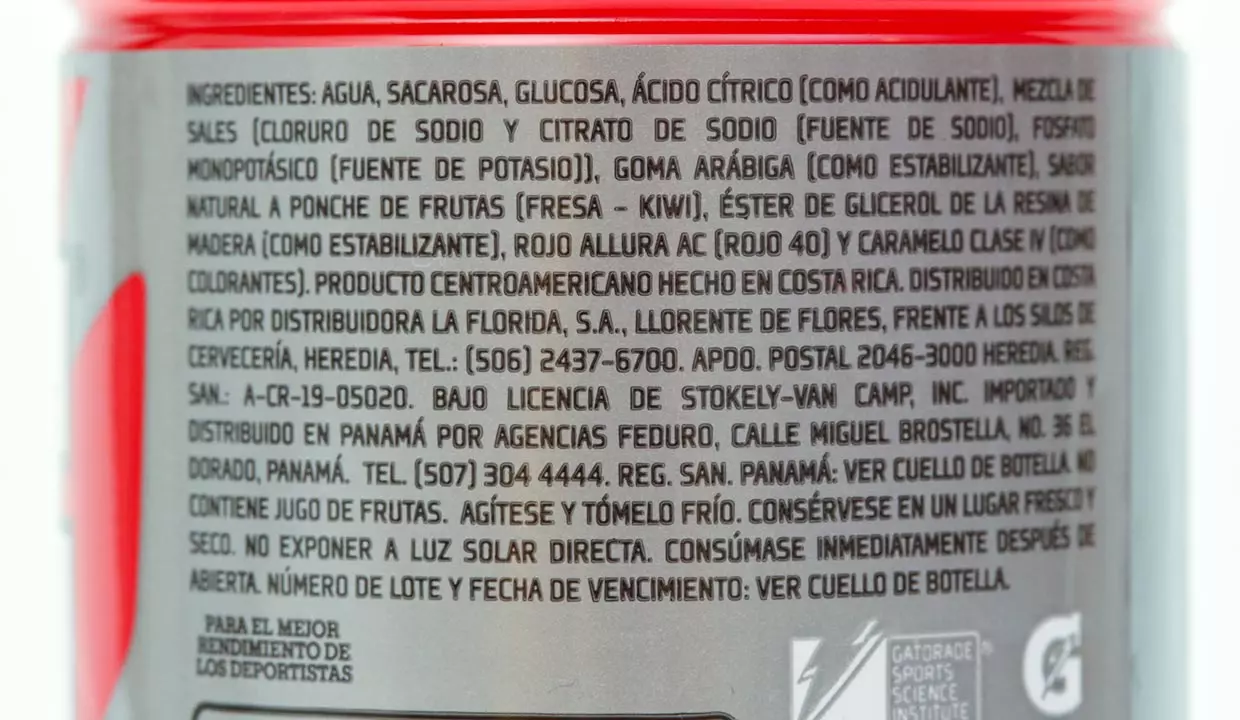 INGREDIENTES: AGUA, SACAROSA, GLUCOSA, ÁCIDO CÍTRICO (COMO ACIDULANTE), MEZCLA DE
SALES (CLORURO DE SODIO Y CITRATO DE SODIO (FUENTE DE SODIO), FOSFATO
MONOPOTÁSICO (FUENTE DE POTASIO)), GOMA ARÁBIGA (COMO ESTABILIZANTE), SABOR
NATURAL A PONCHE DE FRUTAS (FRESA - KIWI), ÉSTER DE GLICEROL DE LA RESINA DE
MADERA (COMO ESTABILIZANTE), ROJO ALLURA AC (ROJO 40) Y CARAMELO CLASE IV (COMO
COLORANTES). PRODUCTO CENTROAMERICANO HECHO EN COSTA RICA. DISTRIBUIDO EN COSTA
RICA POR DISTRIBUIDORA LA FLORIDA, S.A., LLORENTE DE FLORES, FRENTE A LOS SILOS DE
CERVECERÍA, HEREDIA, TEL.: (506) 2437-6700. APDO. POSTAL 2046-3000 HEREDIA. REG.
SAN.: A-CR-19-05020. BAJO LICENCIA DE STOKELY-VAN CAMP, INC. IMPORTADO Y
DISTRIBUIDO EN PANAMÁ POR AGENCIAS FEDURO, CALLE MIGUEL BROSTELLA, NO. 36 EL
DORADO, PANAMÁ. TEL. (507) 304 4444. REG. SAN. PANAMÁ: VER CUELLO DE BOTELLA. NO
CONTIENE JUGO DE FRUTAS. AGÍTESE Y TÓMELO FRÍO. CONSÉRVESE EN UN LUGAR FRESCO Y
SECO. NO EXPONER A LUZ SOLAR DIRECTA. CONSÚMASE INMEDIATAMENTE DESPUÉS DE
ABIERTA. NÚMERO DE LOTE Y FECHA DE VENCIMIENTO: VER CUELLO DE BOTELLA.
PARA EL MEJOR
RENDIMIENTO DE
LOS DEPORTISTAS
GATORADE
SPORTS
SCIENCE
INSTITUTE
®
G